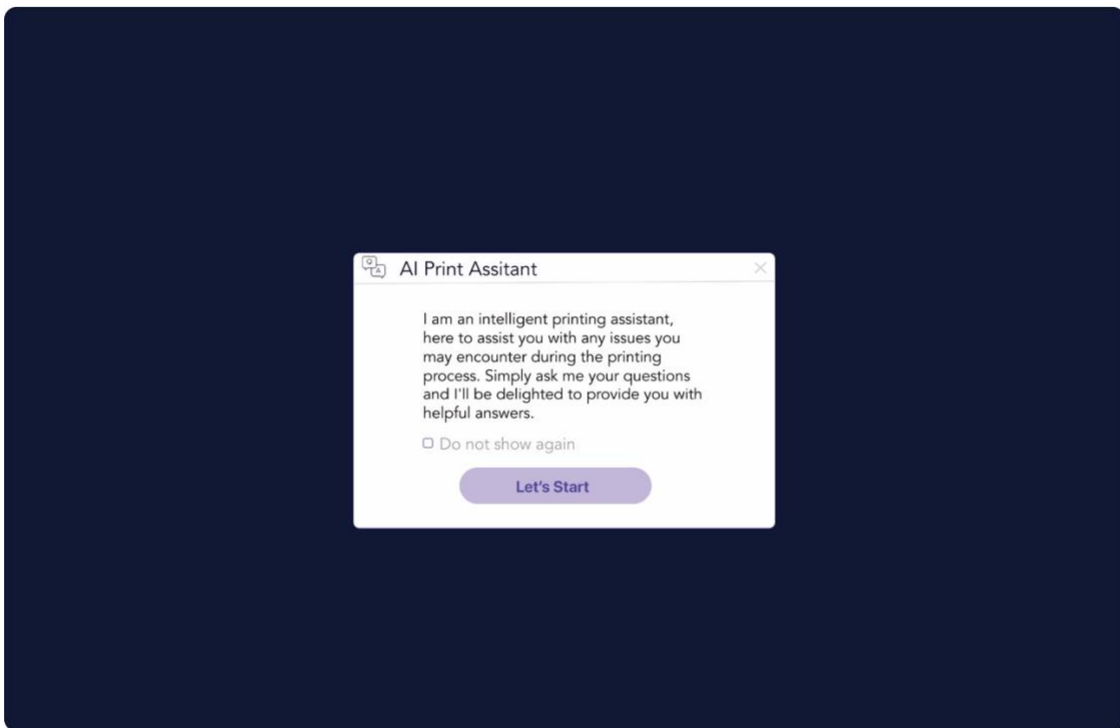 AI Print Assitant
I am an intelligent printing assistant,
here to assist you with any issues you
may encounter during the printing
process. Simply ask me your questions
and I'll be delighted to provide you with
helpful answers.
Do not show again
Let's Start